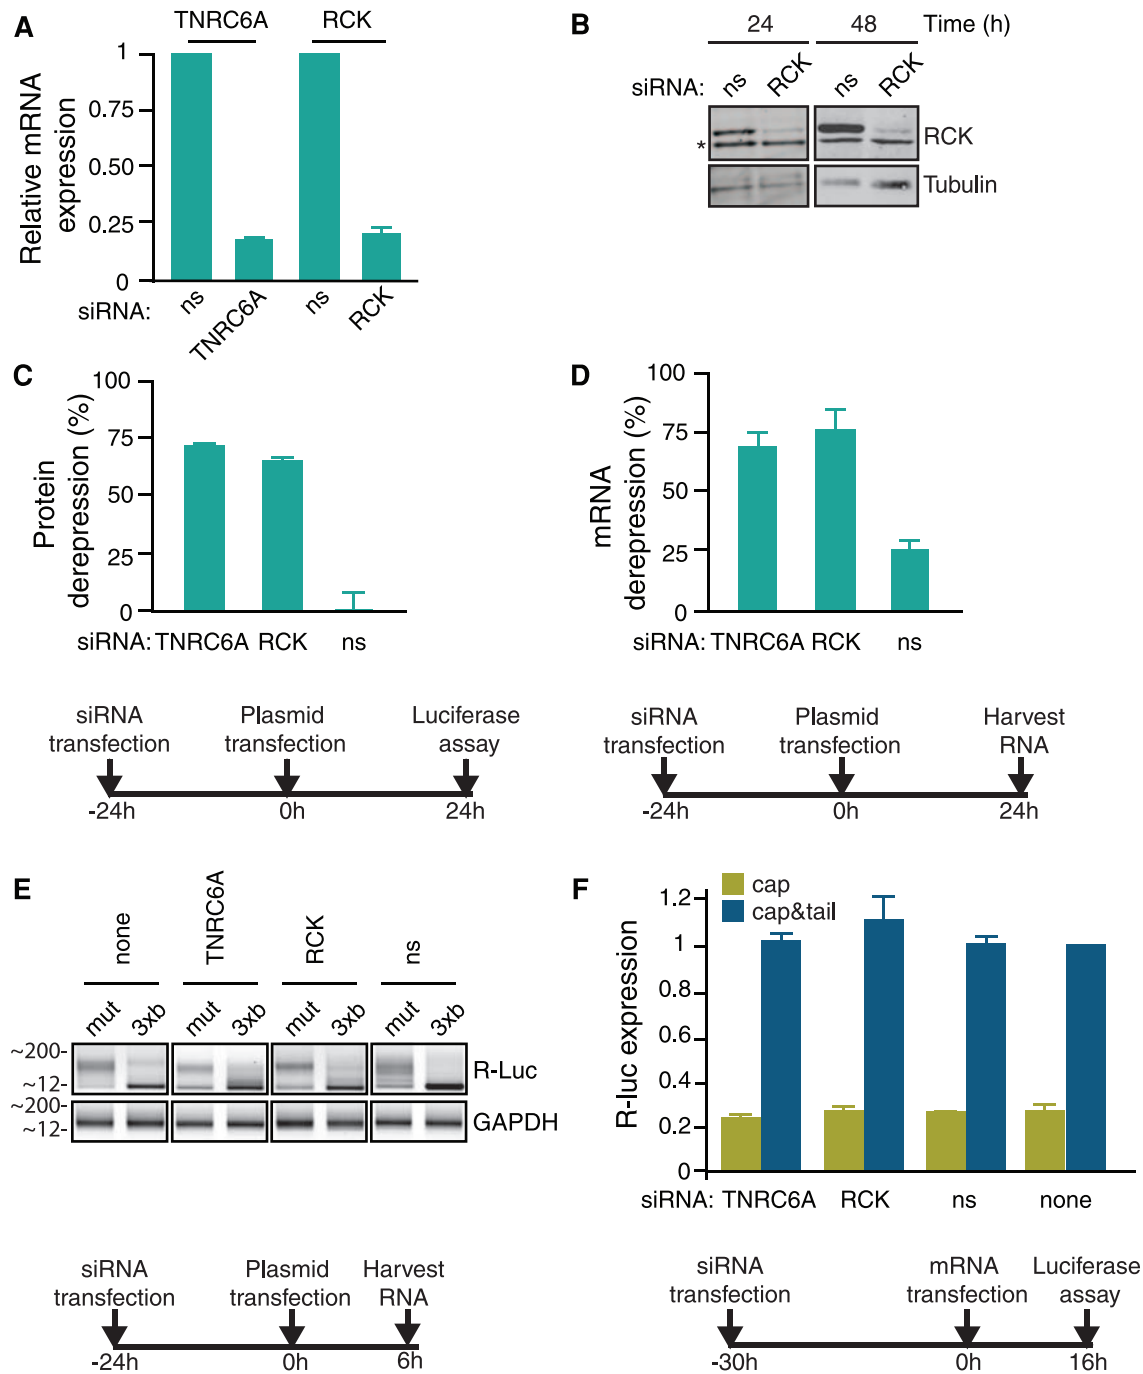 A
TNRC6A RCK
Relative mRNA
expression
1
0.75
0.50
0.25
0
siRNA: ns TNRC6A ns RCK
B
24 48 Time (h)
siRNA: ns RCK ns RCK
RCK
*
Tubulin
C
Protein
derepression (%)
100
75
50
25
0
siRNA: TNRC6A RCK ns
siRNA
transfection
Plasmid
transfection
Luciferase
assay
-24h 0h 24h
D
mRNA
derepression (%)
100
75
50
25
0
siRNA: TNRC6A RCK ns
siRNA
transfection
Plasmid
transfection
Harvest
RNA
-24h 0h 24h
E
none TNRC6A RCK ns
mut 3xb mut 3xb mut 3xb mut 3xb
~200-
~12-
R-Luc
~200-
~12-
GAPDH
siRNA
transfection
Plasmid
transfection
Harvest
RNA
-24h 0h 6h
F
cap
cap&tail
R-luc expression
1.2
1
0.8
0.6
0.4
0.2
0
siRNA: TNRC6A RCK ns none
siRNA
transfection
mRNA
transfection
Luciferase
assay
-30h 0h 16h